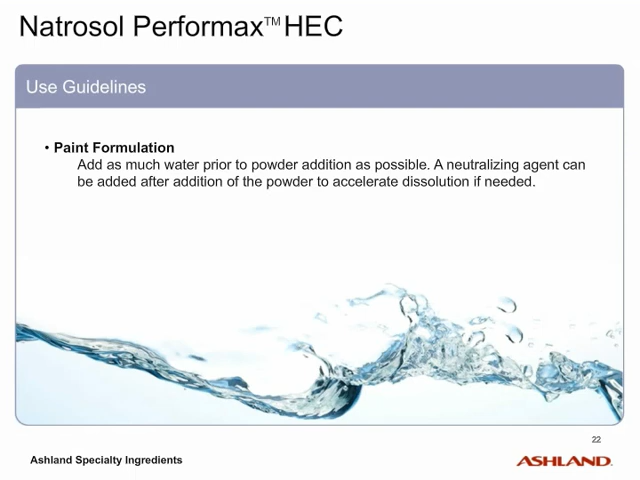 Natrosol Performax™ HEC
Use Guidelines
• Paint Formulation
Add as much water prior to powder addition as possible. A neutralizing agent can
be added after addition of the powder to accelerate dissolution if needed.
22
Ashland Specialty Ingredients
ASHLAND.